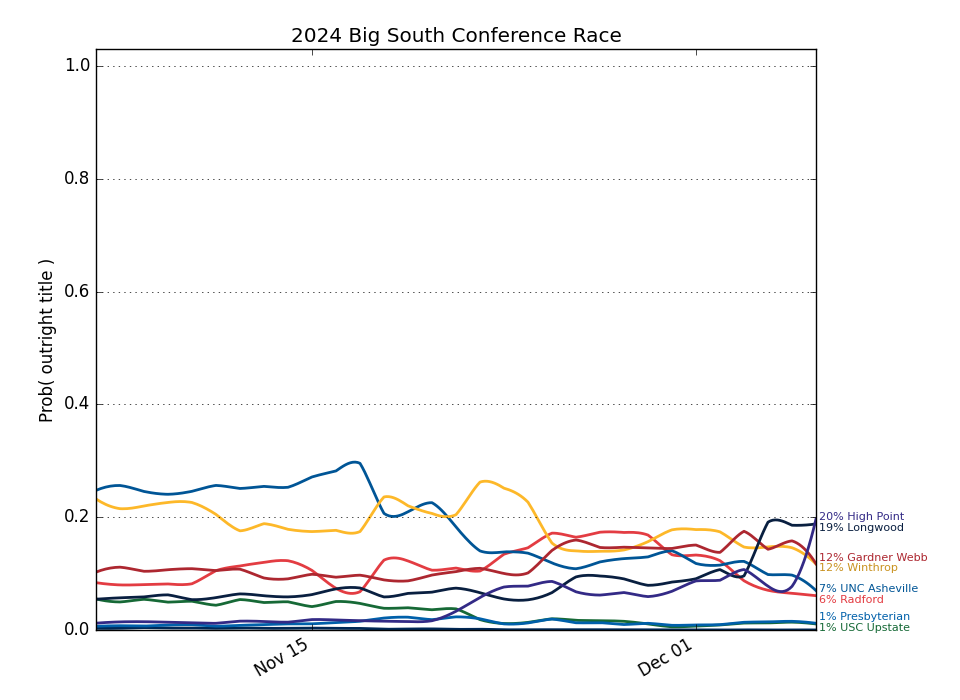 2024 Big South Conference Race
Prob( outright title )
1.0
0.8
0.6
0.4
0.2
0.0
Nov 15
Dec 01
20% High Point
19% Longwood
12% Gardner Webb
12% Winthrop
7% UNC Asheville
6% Radford
1% Presbyterian
1% USC Upstate